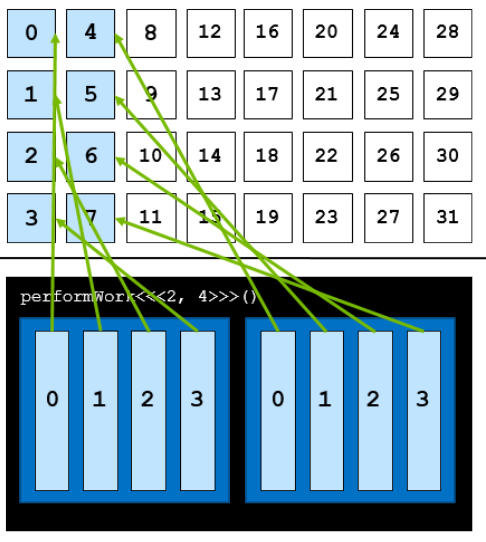 0 4 8 12 16 20 24 28
1 5 9 13 17 21 25 29
2 6 10 14 18 22 26 30
3 7 11 15 19 23 27 31
performWork<<<2, 4>>>()
0 1 2 3 0 1 2 3